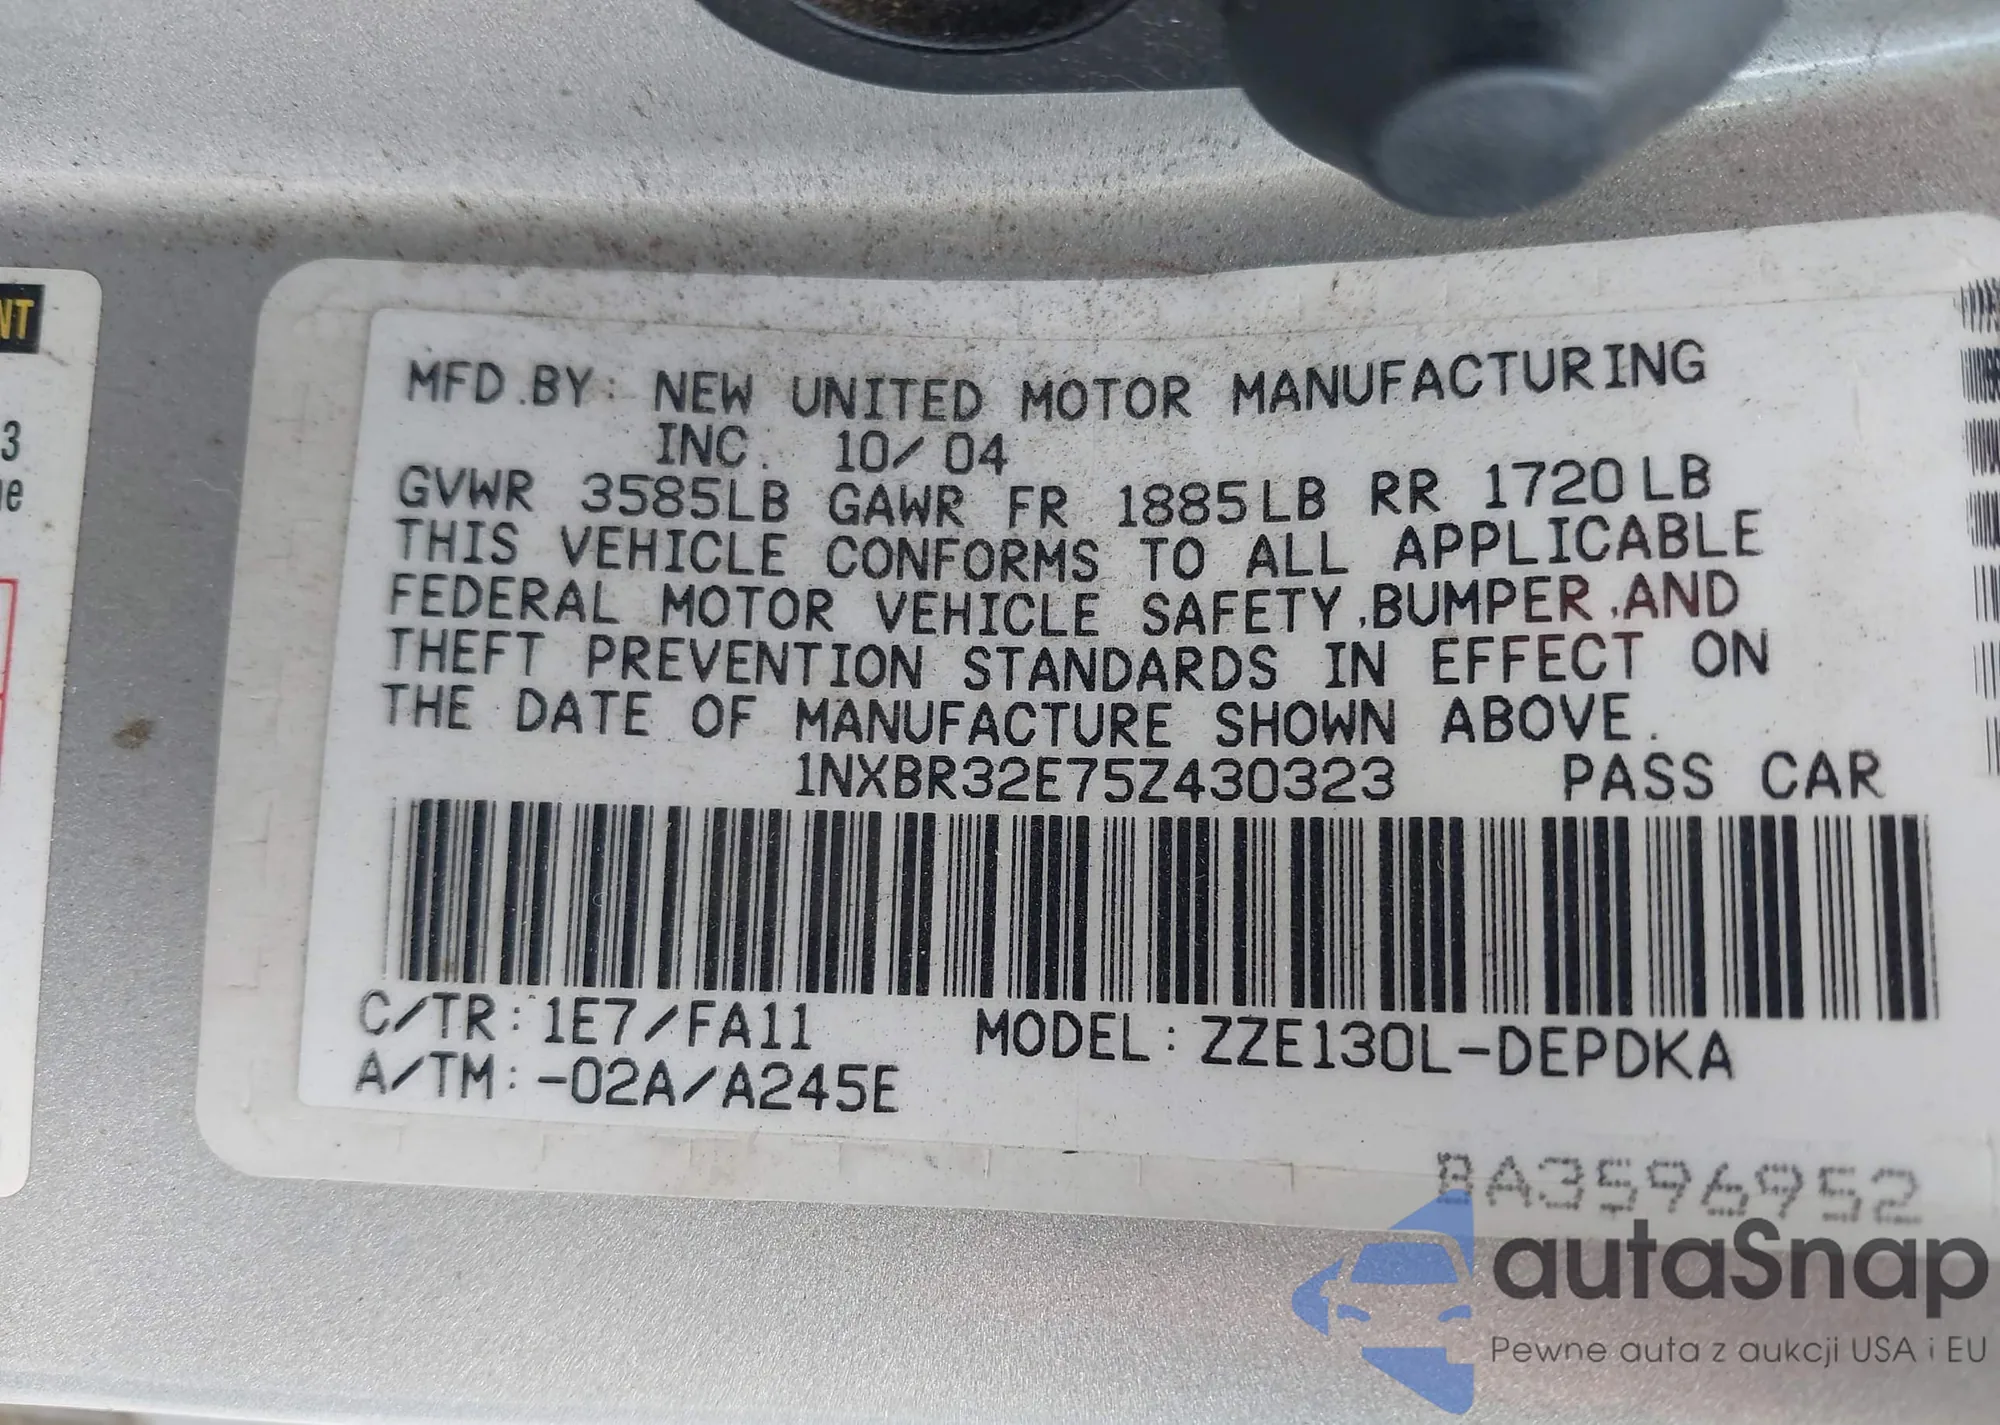 NT
3
ue
MFD.BY: NEW UNITED MOTOR MANUFACTURING
INC. 10/ 04
GVWR 3585LB GAWR FR 1885LB RR 1720LB
THIS VEHICLE CONFORMS TO ALL APPLICABLE
FEDERAL MOTOR VEHICLE SAFETY,BUMPER,AND
THEFT PREVENTION STANDARDS IN EFFECT ON
THE DATE OF MANUFACTURE SHOWN ABOVE.
1NXBR32E75Z430323 PASS CAR
C/TR: 1E7/FA11 MODEL: ZZE130L-DEPDKA
A/TM: -02A/A245E
BA3596952
autaSnap
Pewne auta z aukcji USA i EU